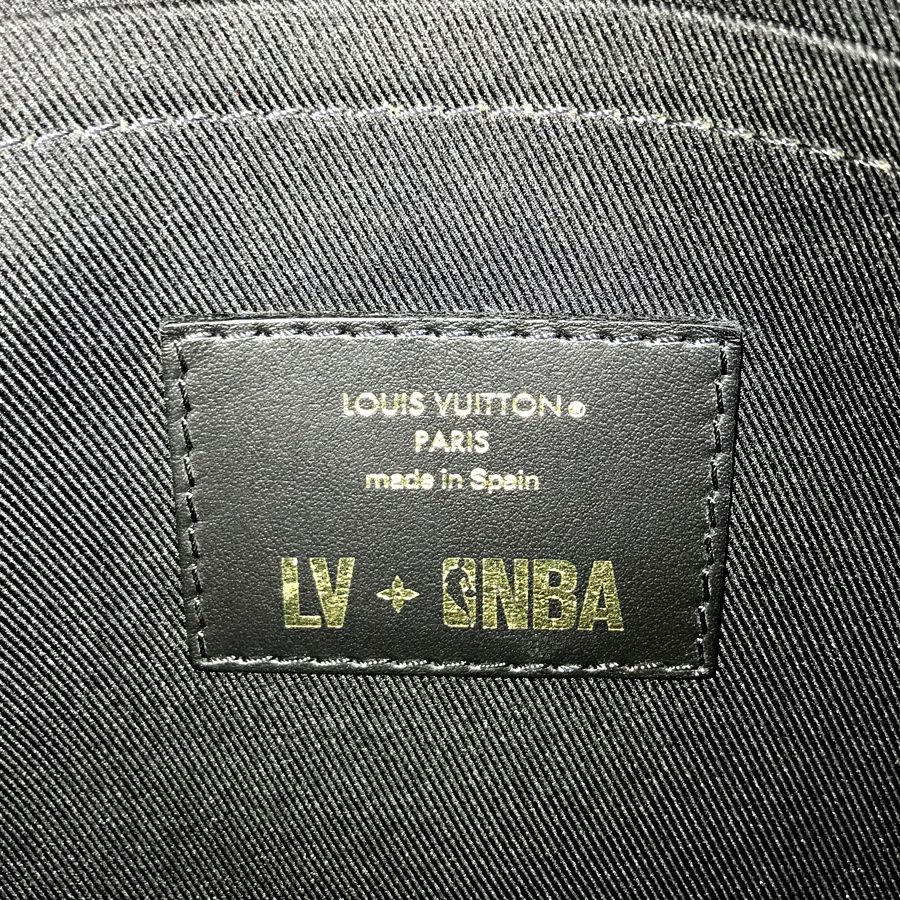 LOUIS VUITTON®
PARIS
made in Spain
LV + NBA